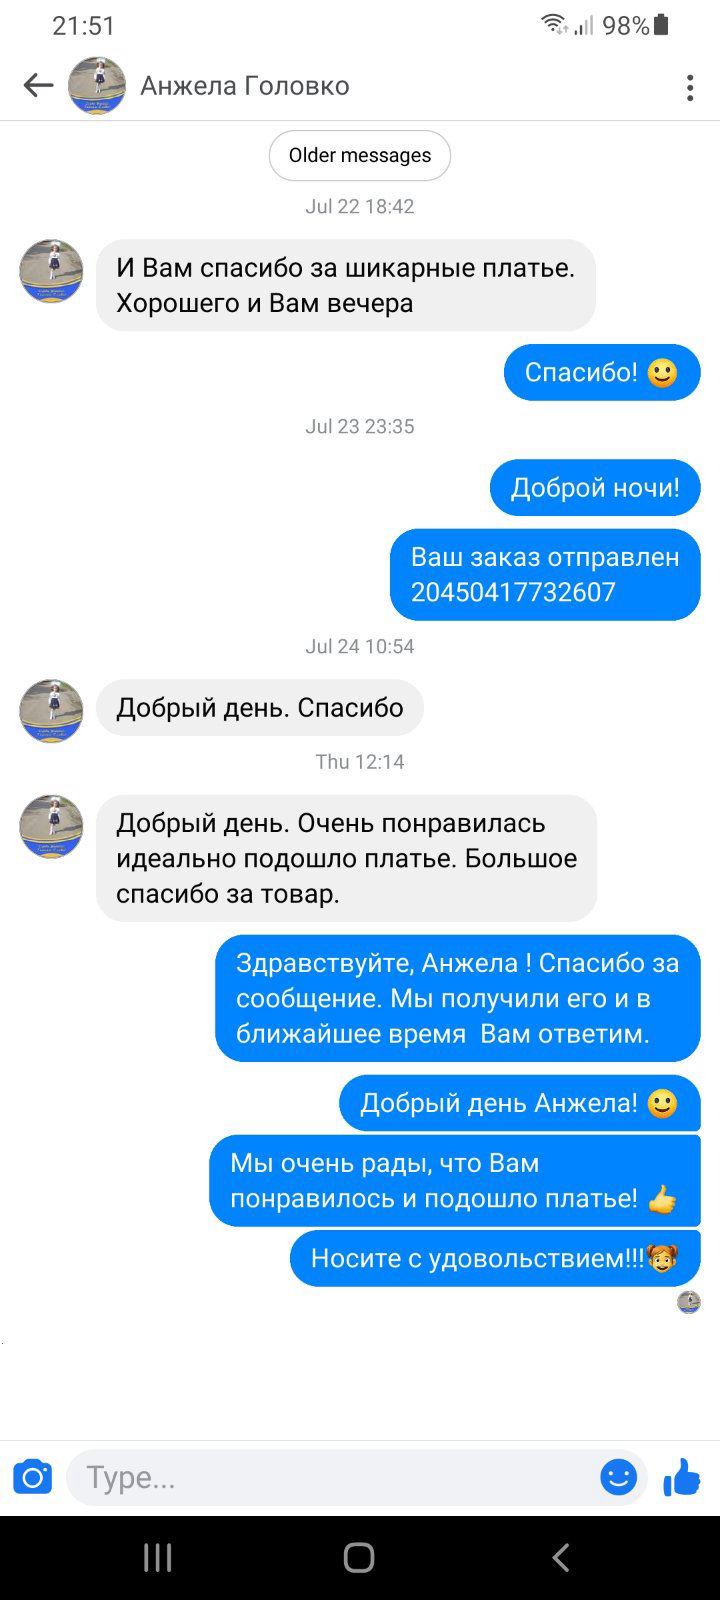 21:51
98%
Анжела Головко
Older messages
Jul 22 18:42
И Вам спасибо за шикарные платье.
Хорошего и Вам вечера
Спасибо! 🙂
Jul 23 23:35
Доброй ночи!
Ваш заказ отправлен
20450417732607
Jul 24 10:54
Добрый день. Спасибо
Thu 12:14
Добрый день. Очень понравилась
идеально подошло платье. Большое
спасибо за товар.
Здравствуйте, Анжела ! Спасибо за
сообщение. Мы получили его и в
ближайшее время  Вам ответим.
Добрый день Анжела! 🙂
Мы очень рады, что Вам
понравилось и подошло платье! 👍
Носите с удовольствием!!!👧
Type...